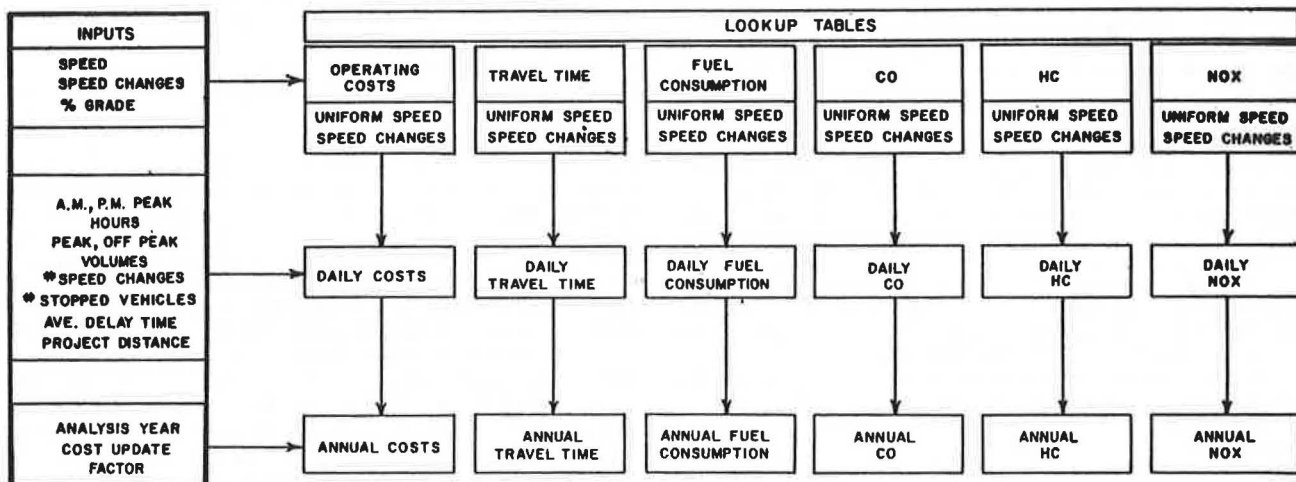 INPUTS
SPEED
SPEED CHANGES
% GRADE
A.M., P.M. PEAK
HOURS
PEAK, OFF PEAK
VOLUMES
#SPEED CHANGES
# STOPPED VEHICLES
AVE. DELAY TIME
PROJECT DISTANCE
ANALYSIS YEAR
COST UPDATE
FACTOR
LOOKUP TABLES
OPERATING
COSTS
UNIFORM SPEED
SPEED CHANGES
TRAVEL TIME
UNIFORM SPEED
SPEED CHANGES
FUEL
CONSUMPTION
UNIFORM SPEED
SPEED CHANGES
CO
UNIFORM SPEED
SPEED CHANGES
HC
UNIFORM SPEED
SPEED CHANGES
NOX
UNIFORM SPEED
SPEED CHANGES
DAILY COSTS
DAILY
TRAVEL TIME
DAILY FUEL
CONSUMPTION
DAILY
CO
DAILY
HC
DAILY
NOX
ANNUAL COSTS
ANNUAL
TRAVEL TIME
ANNUAL FUEL
CONSUMPTION
ANNUAL
CO
ANNUAL
HC
ANNUAL
NOX